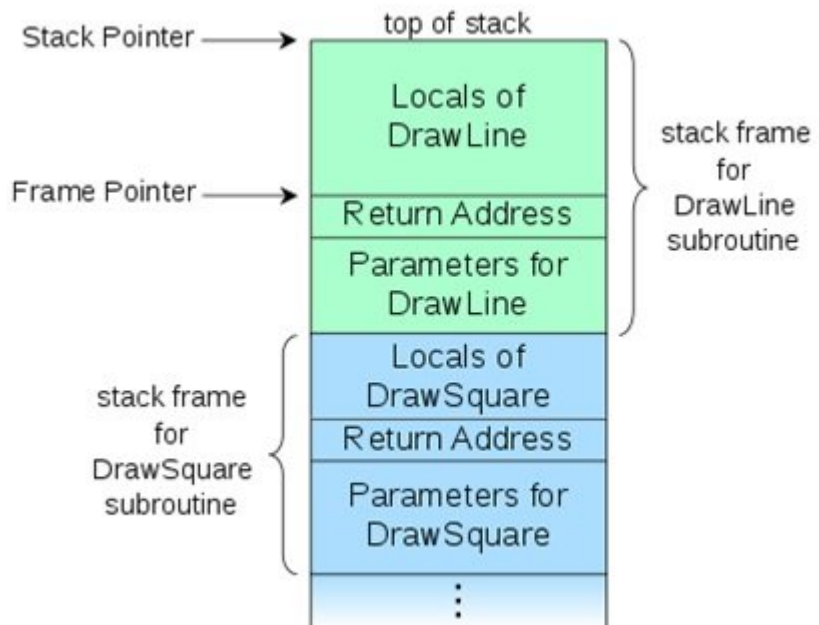 top of stack
Stack Pointer
Locals of
DrawLine
stack frame
for
DrawLine
subroutine
Frame Pointer
Return Address
Parameters for
DrawLine
Locals of
DrawSquare
stack frame
for
DrawSquare
subroutine
Return Address
Parameters for
DrawSquare